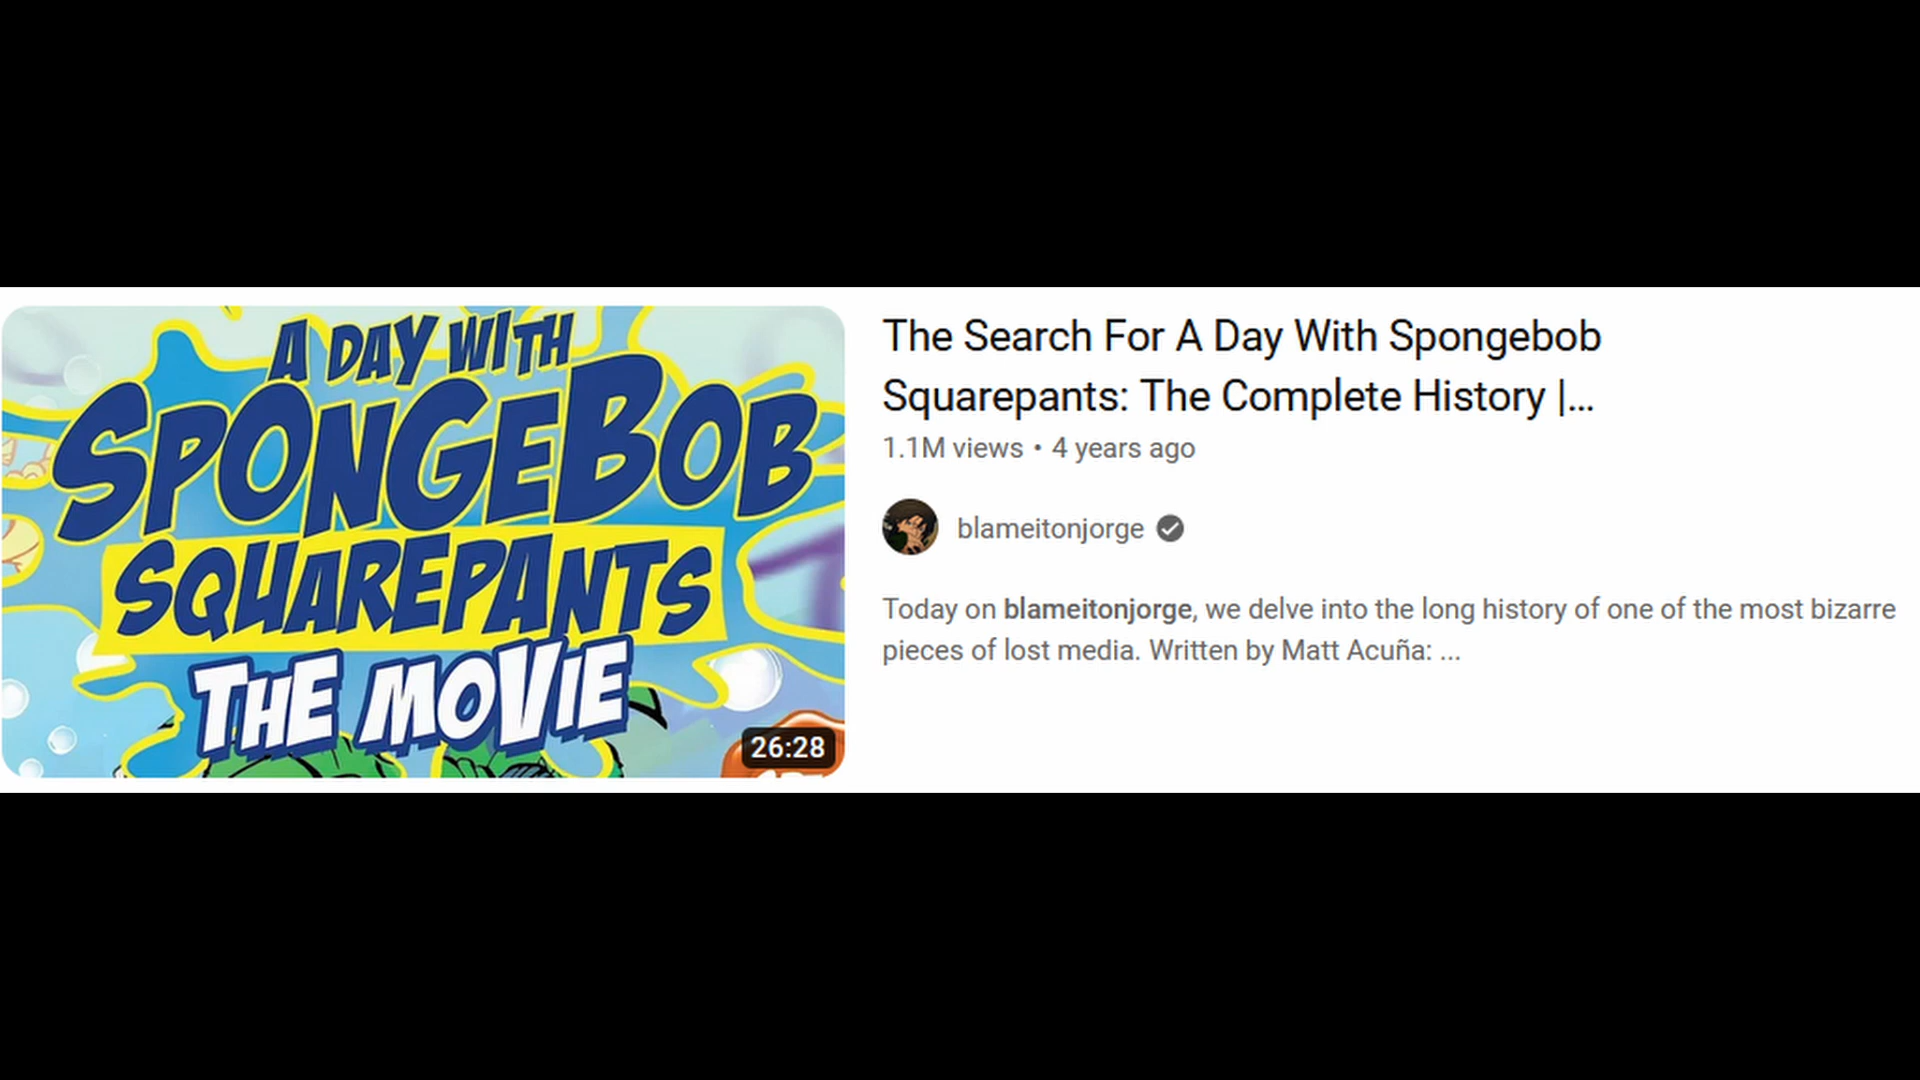 A DAY WITH
SPONGEBOB
SQUAREPANTS
THE MOVIE
26:28
The Search For A Day With Spongebob
Squarepants: The Complete History |...
1.1M views • 4 years ago
blameitonjorge
Today on blameitonjorge, we delve into the long history of one of the most bizarre
pieces of lost media. Written by Matt Acuña: ...